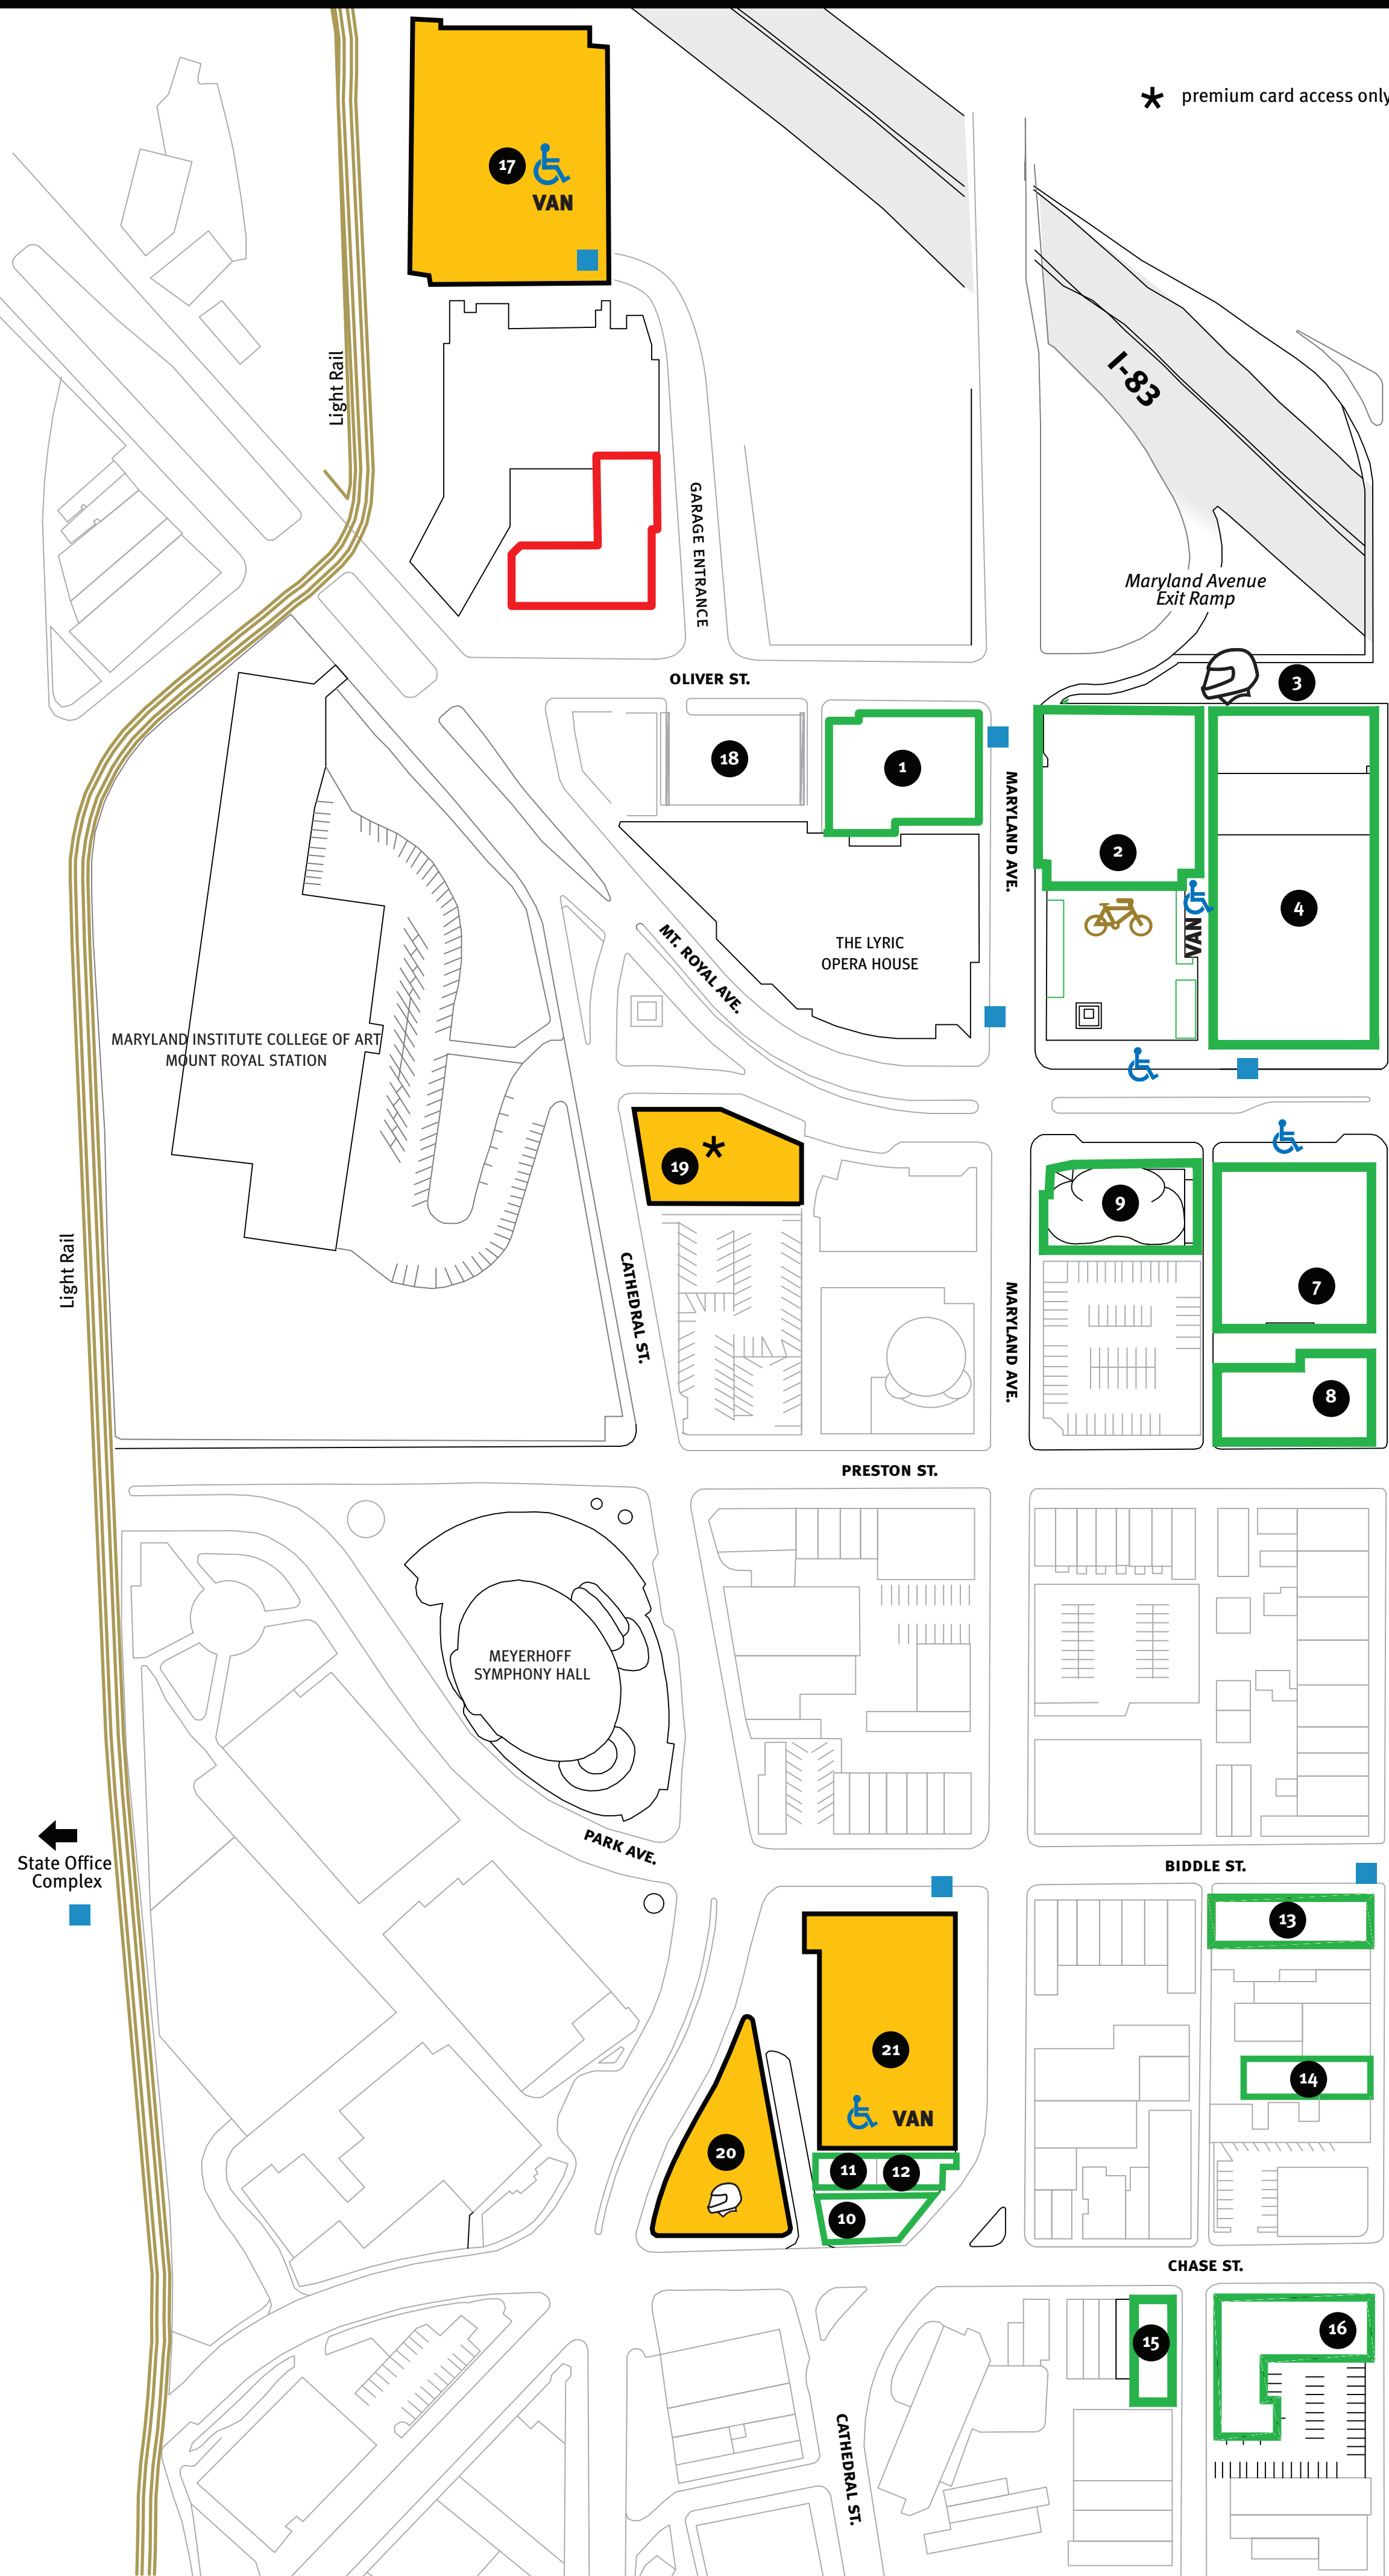 * premium card access only
17
VAN
Light Rail
I-83
GARAGE ENTRANCE
Maryland Avenue
Exit Ramp
OLIVER ST.
3
18
1
MARYLAND AVE.
2
4
VAN
MT. ROYAL AVE.
THE LYRIC
OPERA HOUSE
MARYLAND INSTITUTE COLLEGE OF ART
MOUNT ROYAL STATION
19 *
9
Light Rail
CATHEDRAL ST.
MARYLAND AVE.
7
8
PRESTON ST.
MEYERHOFF
SYMPHONY HALL
PARK AVE.
State Office
Complex
BIDDLE ST.
13
21
14
VAN
20
11
12
10
CHASE ST.
15
16
CATHEDRAL ST.